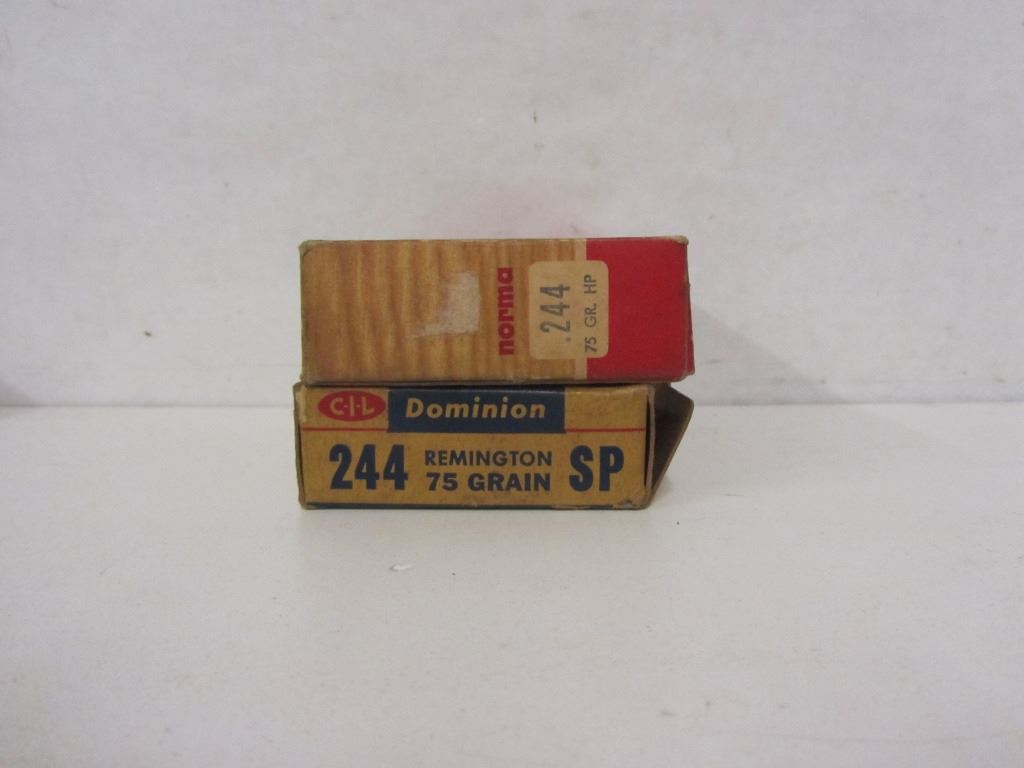 norma
.244
75 GR. HP
C-I-L Dominion
244 REMINGTON SP
75 GRAIN